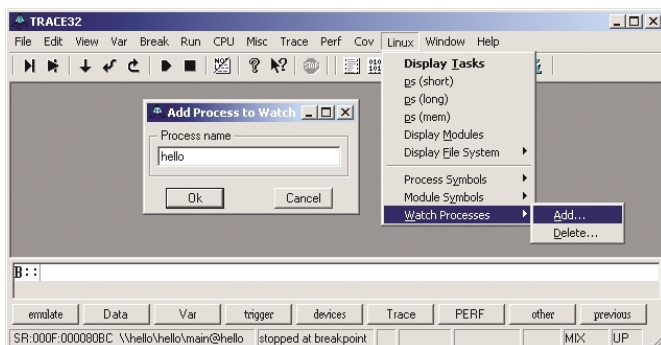 TRACE32
File Edit View Var Break Run CPU Misc Trace Perf Cov Linux Window Help
STOP
Display Tasks
ps (short)
ps (long)
ps (mem)
Display Modules
Display File System
Process Symbols
Module Symbols
Watch Processes
Add...
Delete...
Add Process to Watch
Process name
hello
Ok Cancel
B::
emulate Data Var trigger devices Trace PERF other previous
SR:000F:000080BC \\hello\hello\main@hello stopped at breakpoint MIX UP